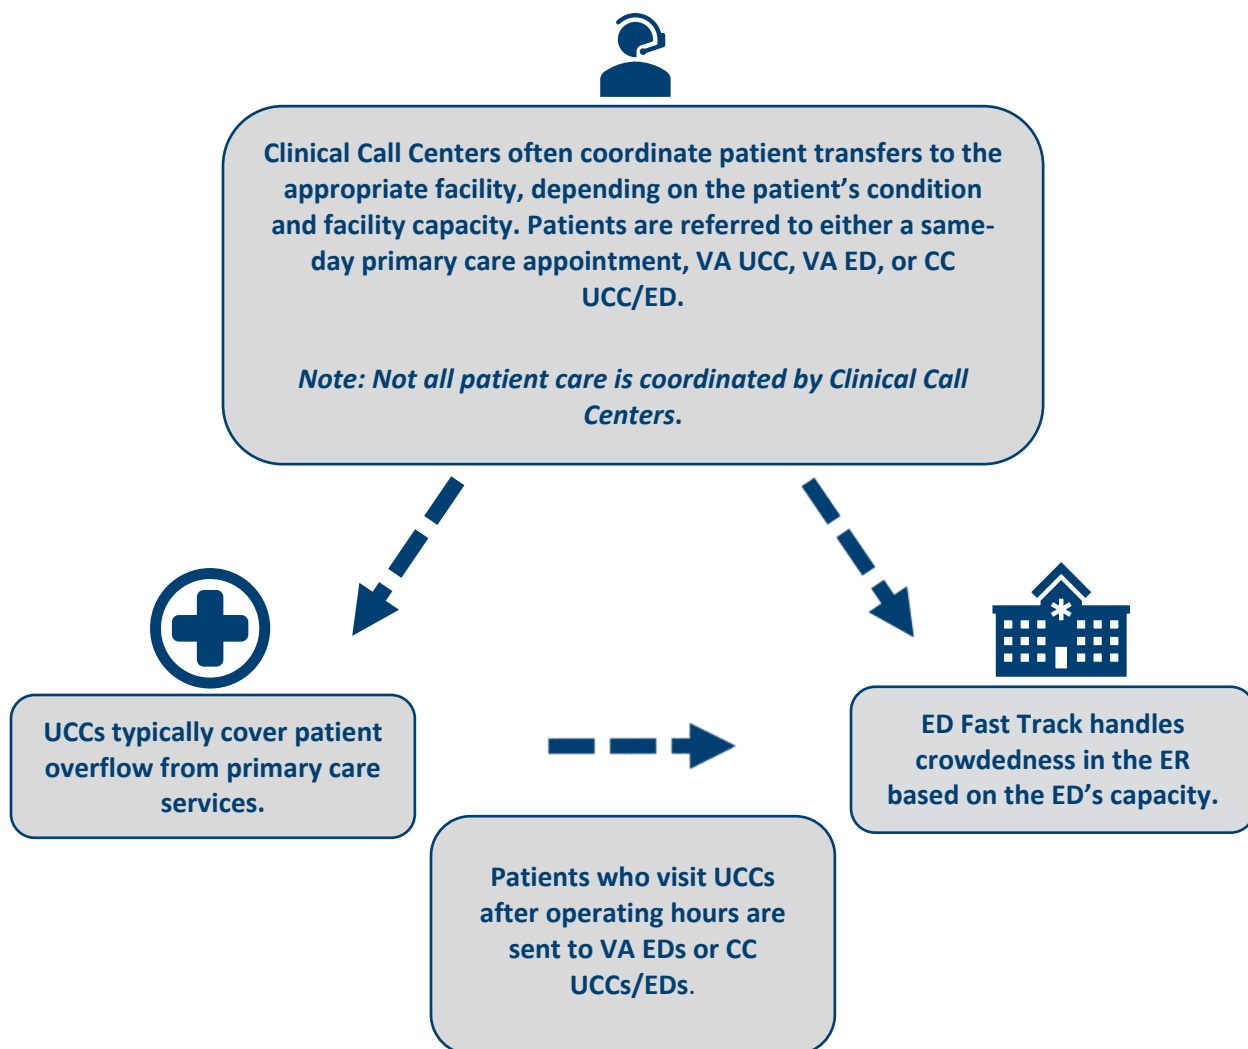 Clinical Call Centers often coordinate patient transfers to the
appropriate facility, depending on the patient’s condition
and facility capacity. Patients are referred to either a same-
day primary care appointment, VA UCC, VA ED, or CC
UCC/ED.
Note: Not all patient care is coordinated by Clinical Call
Centers.
UCCs typically cover patient
overflow from primary care
services.
ED Fast Track handles
crowdedness in the ER
based on the ED’s capacity.
Patients who visit UCCs
after operating hours are
sent to VA EDs or CC
UCCs/EDs.